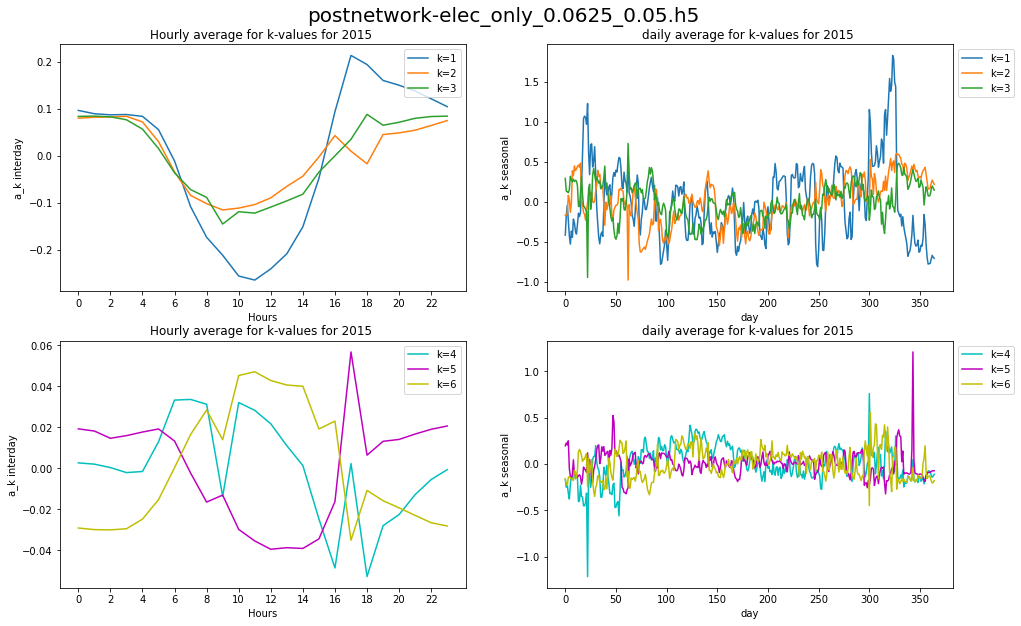 postnetwork-elec_only_0.0625_0.05.h5
Hourly average for k-values for 2015
a_k interday
0.2
0.1
0.0
−0.1
−0.2
0 2 4 6 8 10 12 14 16 18 20 22
Hours
k=1
k=2
k=3
daily average for k-values for 2015
a_k seasonal
1.5
1.0
0.5
0.0
−0.5
−1.0
0 50 100 150 200 250 300 350
day
k=1
k=2
k=3
Hourly average for k-values for 2015
a_k interday
0.06
0.04
0.02
0.00
−0.02
−0.04
0 2 4 6 8 10 12 14 16 18 20 22
Hours
k=4
k=5
k=6
daily average for k-values for 2015
a_k seasonal
1.0
0.5
0.0
−0.5
−1.0
0 50 100 150 200 250 300 350
day
k=4
k=5
k=6